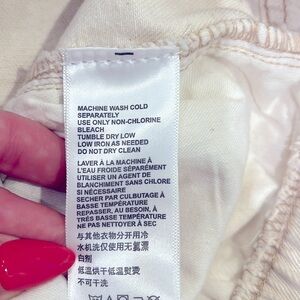 MACHINE WASH COLD
SEPARATELY
USE ONLY NON-CHLORINE
BLEACH
TUMBLE DRY LOW
LOW IRON AS NEEDED
DO NOT DRY CLEAN
LAVER À LA MACHINE À
L'EAU FROIDE SÉPARÉMENT
UTILISER UN AGENT DE
BLANCHIMENT SANS CHLORE
SI NÉCESSAIRE
SECHER PAR CULBUTAGE À
BASSE TEMPÉRATURE
REPASSER, AU BESOIN, À
TRÈS BASSE TEMPÉRATURE
NE PAS NETTOYER À SEC
与其他衣物分开用冷
水机洗仅使用无氯漂
白剂
低温烘干低温熨烫
不可干洗